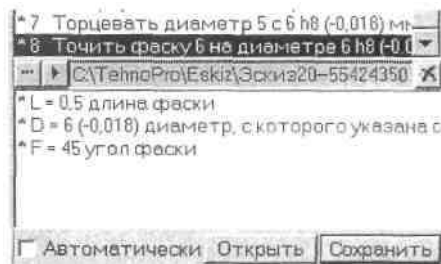 * 7 Торцевать диаметр 5 с 6 h8 (-0,018) мм
* 8 Точить фаску 6 на диаметре 6 h8 (-0,0
... C:\TehnoPro\Eskiz\Эскиз20-55424350
* L = 0,5 длина фаски
* D = 6 (-0,018) диаметр, с которого указана с
* F = 45 угол фаски
Автоматически Открыть Сохранить